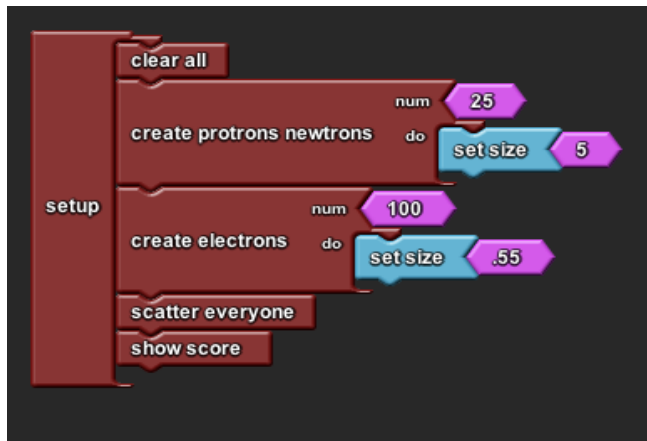 clear all
num 25
create protrons newtrons do set size 5
setup
num 100
create electrons do set size .55
scatter everyone
show score